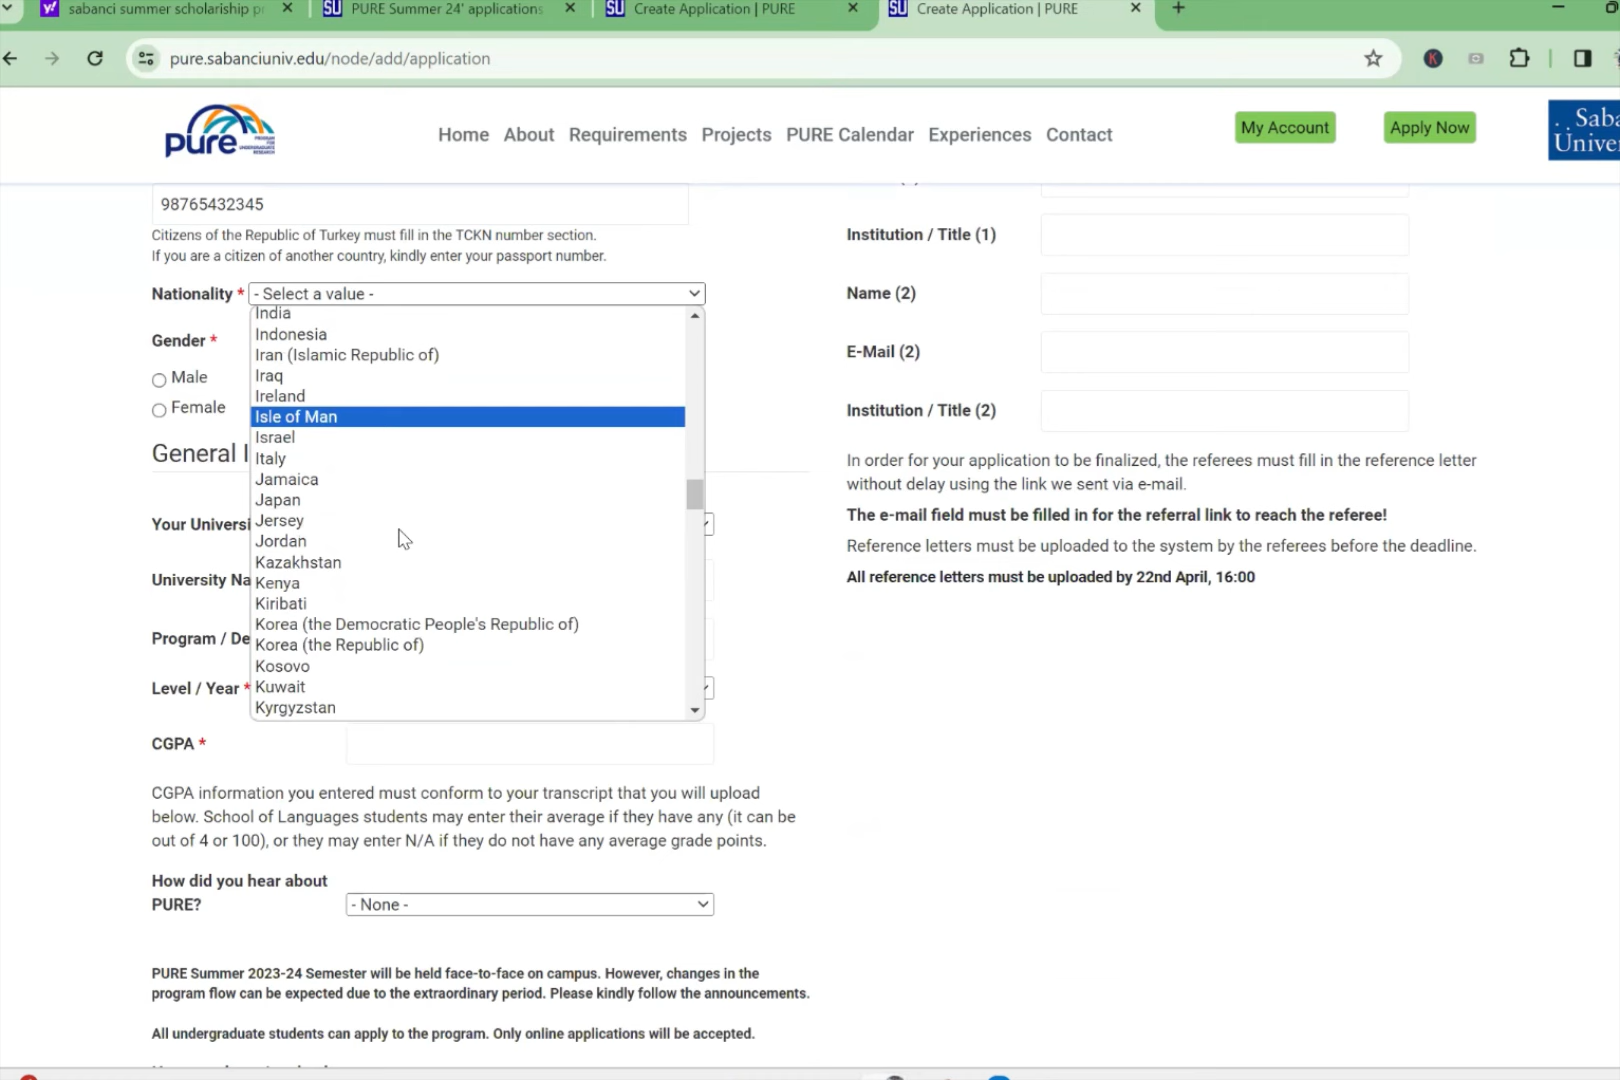 sabanci summer scholarship pr
PURE Summer 24' applications
Create Application | PURE
Create Application | PURE
pure.sabanciuniv.edu/node/add/application
pure
PROGRAM FOR UNDERGRADUATE RESEARCH
Home About Requirements Projects PURE Calendar Experiences Contact
My Account
Apply Now
Saba
Univer
98765432345
Citizens of the Republic of Turkey must fill in the TCKN number section.
If you are a citizen of another country, kindly enter your passport number.
Nationality * - Select a value -
India
Indonesia
Iran (Islamic Republic of)
Iraq
Ireland
Isle of Man
Israel
Italy
Jamaica
Japan
Jersey
Jordan
Kazakhstan
Kenya
Kiribati
Korea (the Democratic People's Republic of)
Korea (the Republic of)
Kosovo
Kuwait
Kyrgyzstan
Gender *
Male
Female
General I
Your Universi
University Na
Program / De
Level / Year *
CGPA *
CGPA information you entered must conform to your transcript that you will upload
below. School of Languages students may enter their average if they have any (it can be
out of 4 or 100), or they may enter N/A if they do not have any average grade points.
How did you hear about
PURE?
- None -
PURE Summer 2023-24 Semester will be held face-to-face on campus. However, changes in the
program flow can be expected due to the extraordinary period. Please kindly follow the announcements.
All undergraduate students can apply to the program. Only online applications will be accepted.
Institution / Title (1)
Name (2)
E-Mail (2)
Institution / Title (2)
In order for your application to be finalized, the referees must fill in the reference letter
without delay using the link we sent via e-mail.
The e-mail field must be filled in for the referral link to reach the referee!
Reference letters must be uploaded to the system by the referees before the deadline.
All reference letters must be uploaded by 22nd April, 16:00